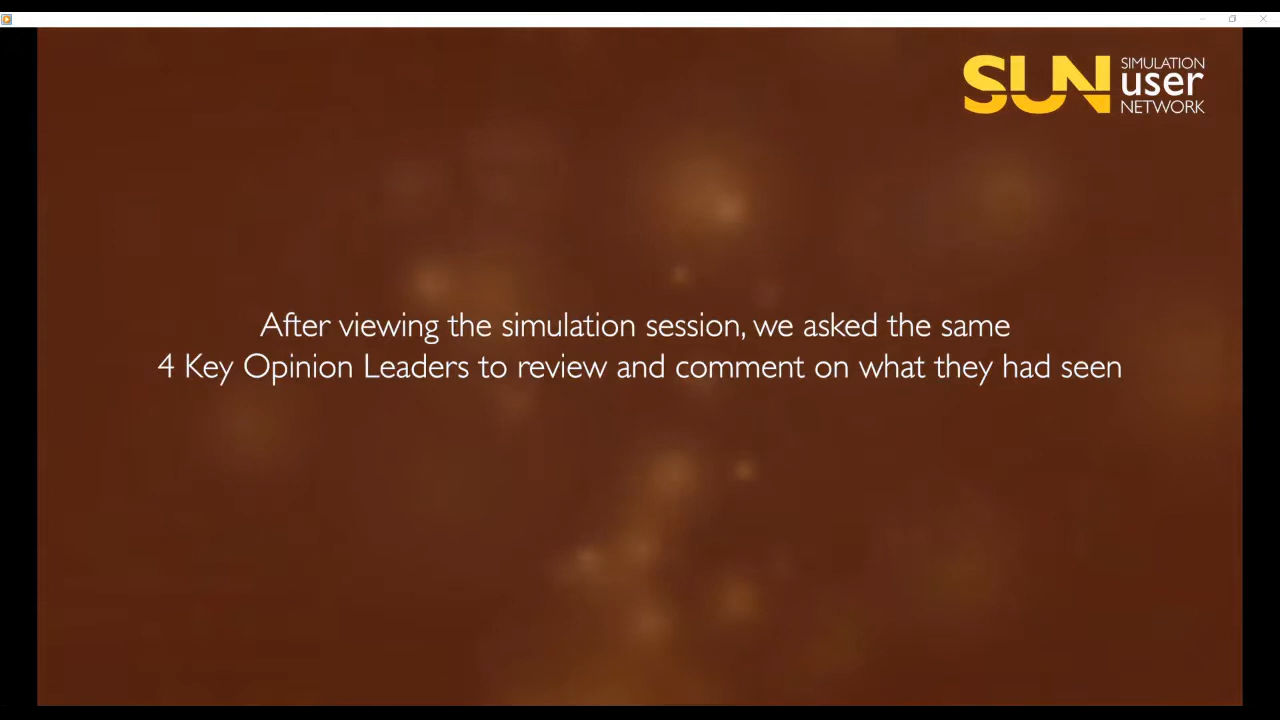 SUN
SIMULATION
user
NETWORK
After viewing the simulation session, we asked the same
4 Key Opinion Leaders to review and comment on what they had seen